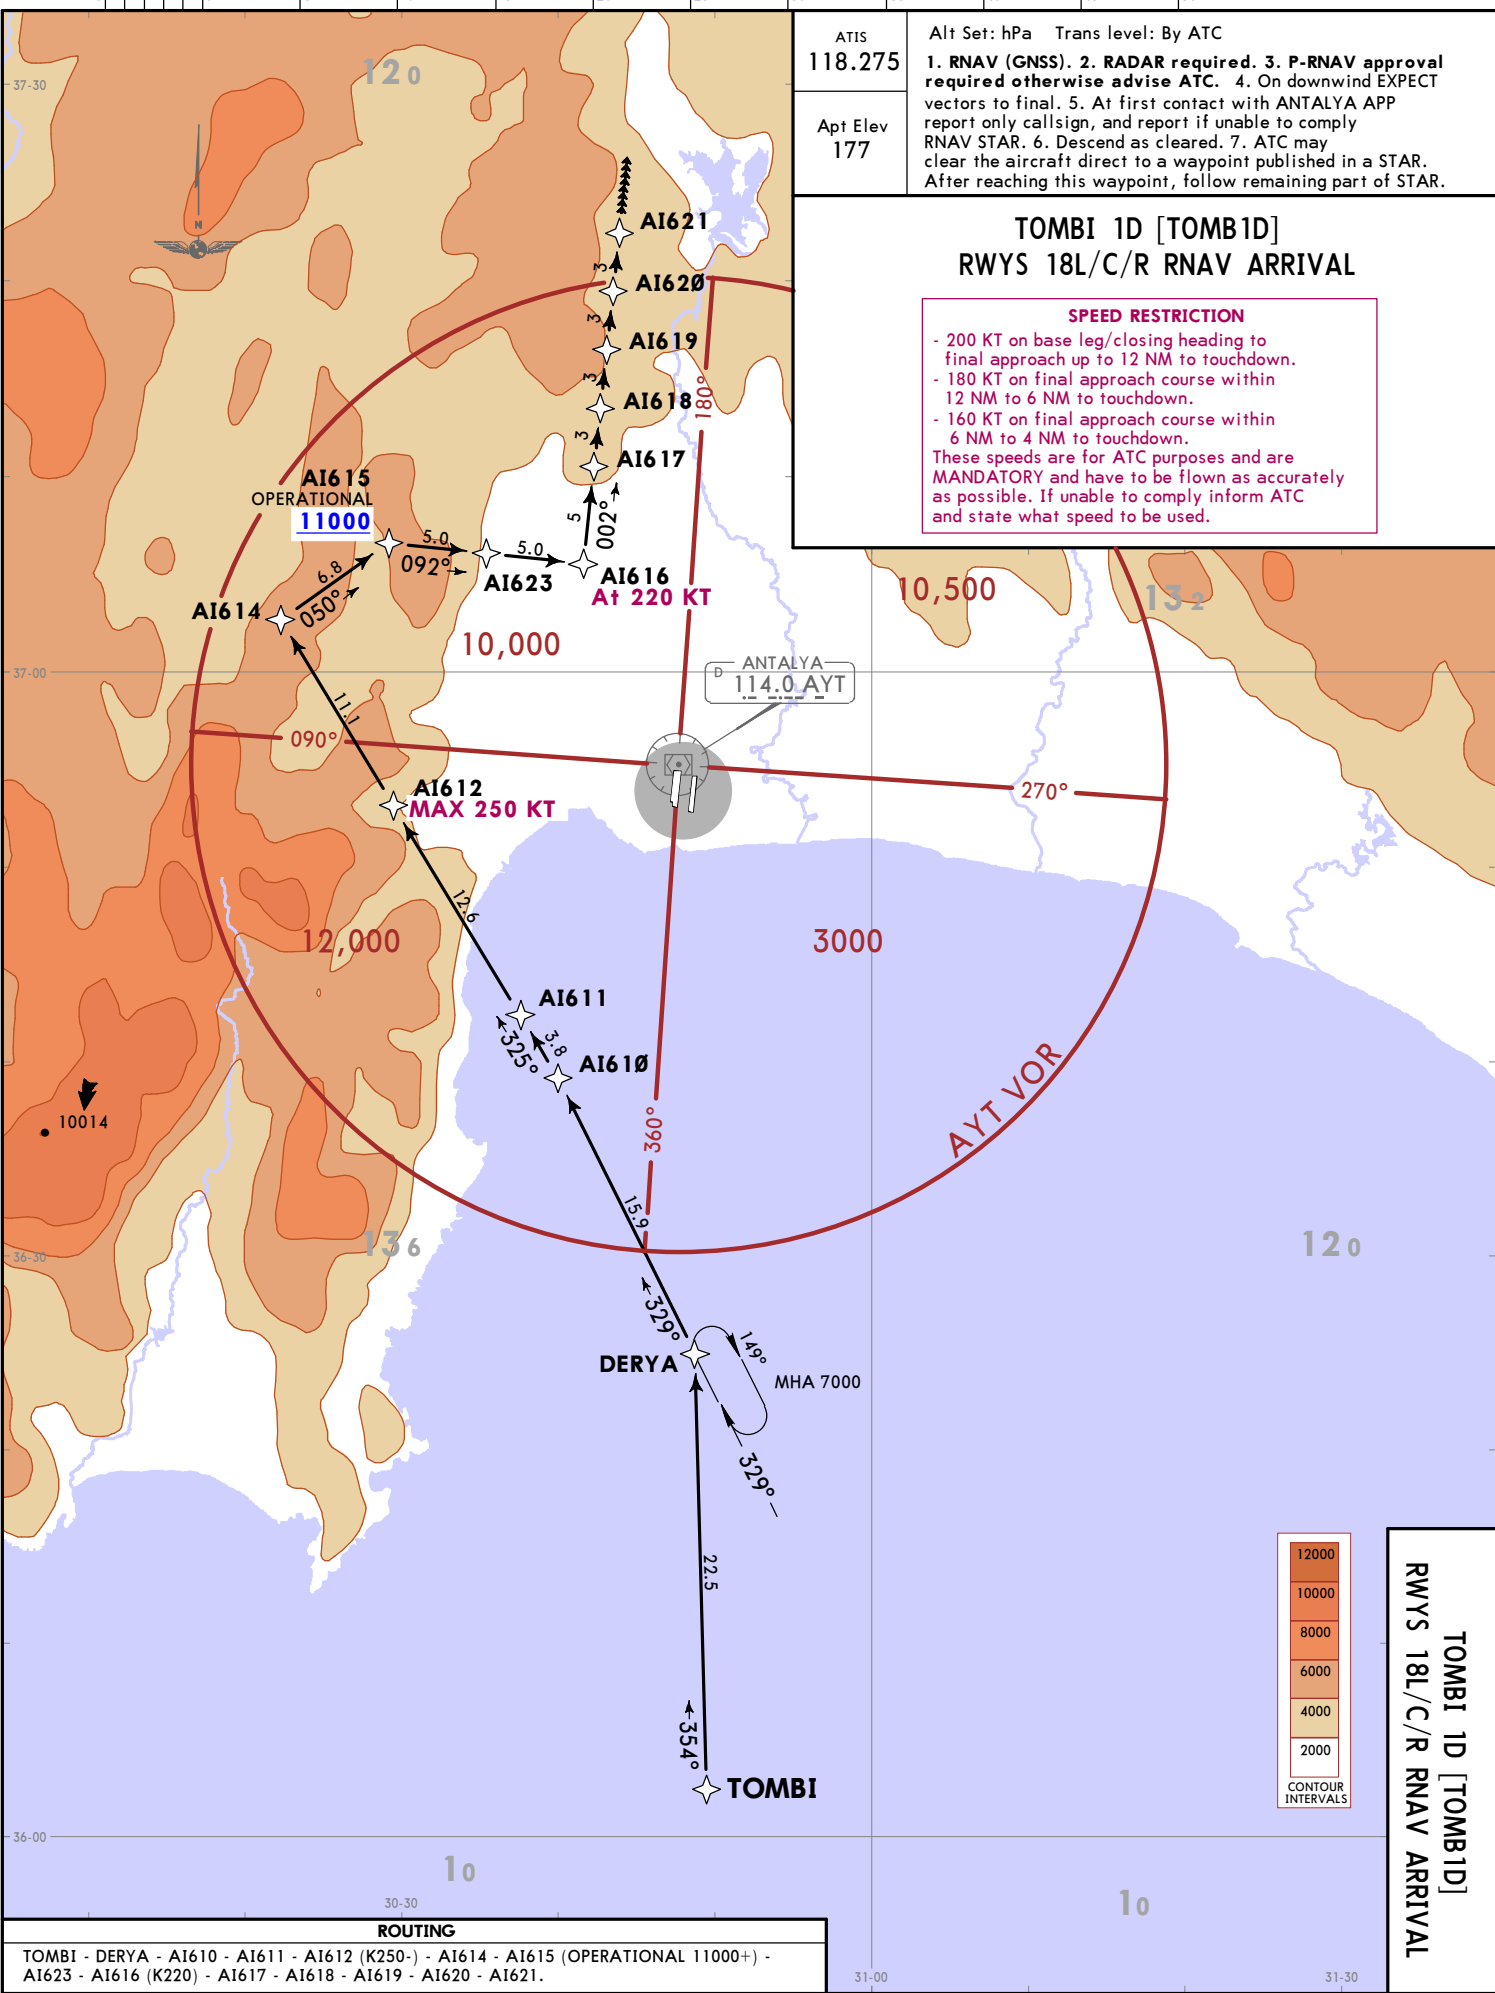 ATIS
118.275
Apt Elev
177
Alt Set: hPa Trans level: By ATC
1. RNAV (GNSS). 2. RADAR required. 3. P-RNAV approval
required otherwise advise ATC. 4. On downwind EXPECT
vectors to final. 5. At first contact with ANTALYA APP
report only callsign, and report if unable to comply
RNAV STAR. 6. Descend as cleared. 7. ATC may
clear the aircraft direct to a waypoint published in a STAR.
After reaching this waypoint, follow remaining part of STAR.
TOMBI 1D [TOMB1D]
RWYS 18L/C/R RNAV ARRIVAL
SPEED RESTRICTION
- 200 KT on base leg/closing heading to
final approach up to 12 NM to touchdown.
- 180 KT on final approach course within
12 NM to 6 NM to touchdown.
- 160 KT on final approach course within
6 NM to 4 NM to touchdown.
These speeds are for ATC purposes and are
MANDATORY and have to be flown as accurately
as possible. If unable to comply inform ATC
and state what speed to be used.
120
37-30
N
AI621
3
AI620
3
AI619
3
AI618
180°
3
AI617
AI615
OPERATIONAL
11000
5
002°
5.0
092°
5.0
AI623
AI616
At 220 KT
6.8
050°
AI614
10,500
132
10,000
37-00
ANTALYA
D
114.0 AYT
11.1
090°
270°
AI612
MAX 250 KT
12.6
12,000
3000
AI611
3.8
325°
AI610
AYT VOR
10014
360°
15.9
136
120
36-30
329°
DERYA
149°
MHA 7000
329°
22.5
354°
TOMBI
12000
10000
8000
6000
4000
2000
CONTOUR
INTERVALS
TOMBI 1D [TOMB1D]
RWYS 18L/C/R RNAV ARRIVAL
36-00
10
10
30-30
31-00
31-30
ROUTING
TOMBI - DERYA - AI610 - AI611 - AI612 (K250-) - AI614 - AI615 (OPERATIONAL 11000+) -
AI623 - AI616 (K220) - AI617 - AI618 - AI619 - AI620 - AI621.